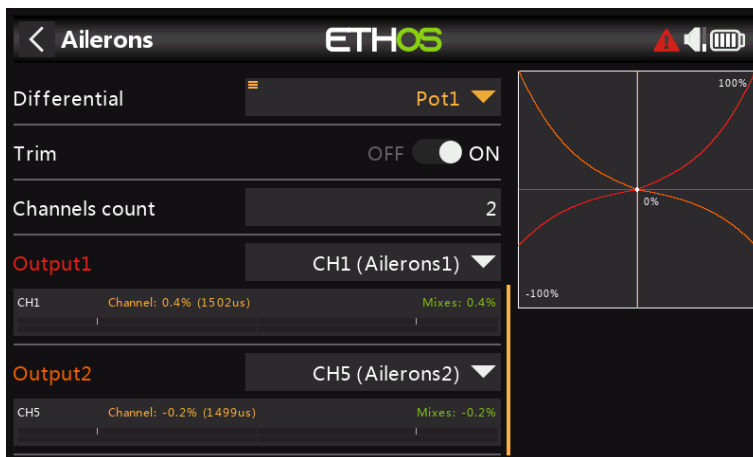 Ailerons
ETHOS
Differential
Pot1
Trim
OFF
ON
Channels count
2
Output1
CH1 (Ailerons1)
CH1
Channel: 0.4% (1502us)
Mixes: 0.4%
Output2
CH5 (Ailerons2)
CH5
Channel: -0.2% (1499us)
Mixes: -0.2%
100%
0%
-100%